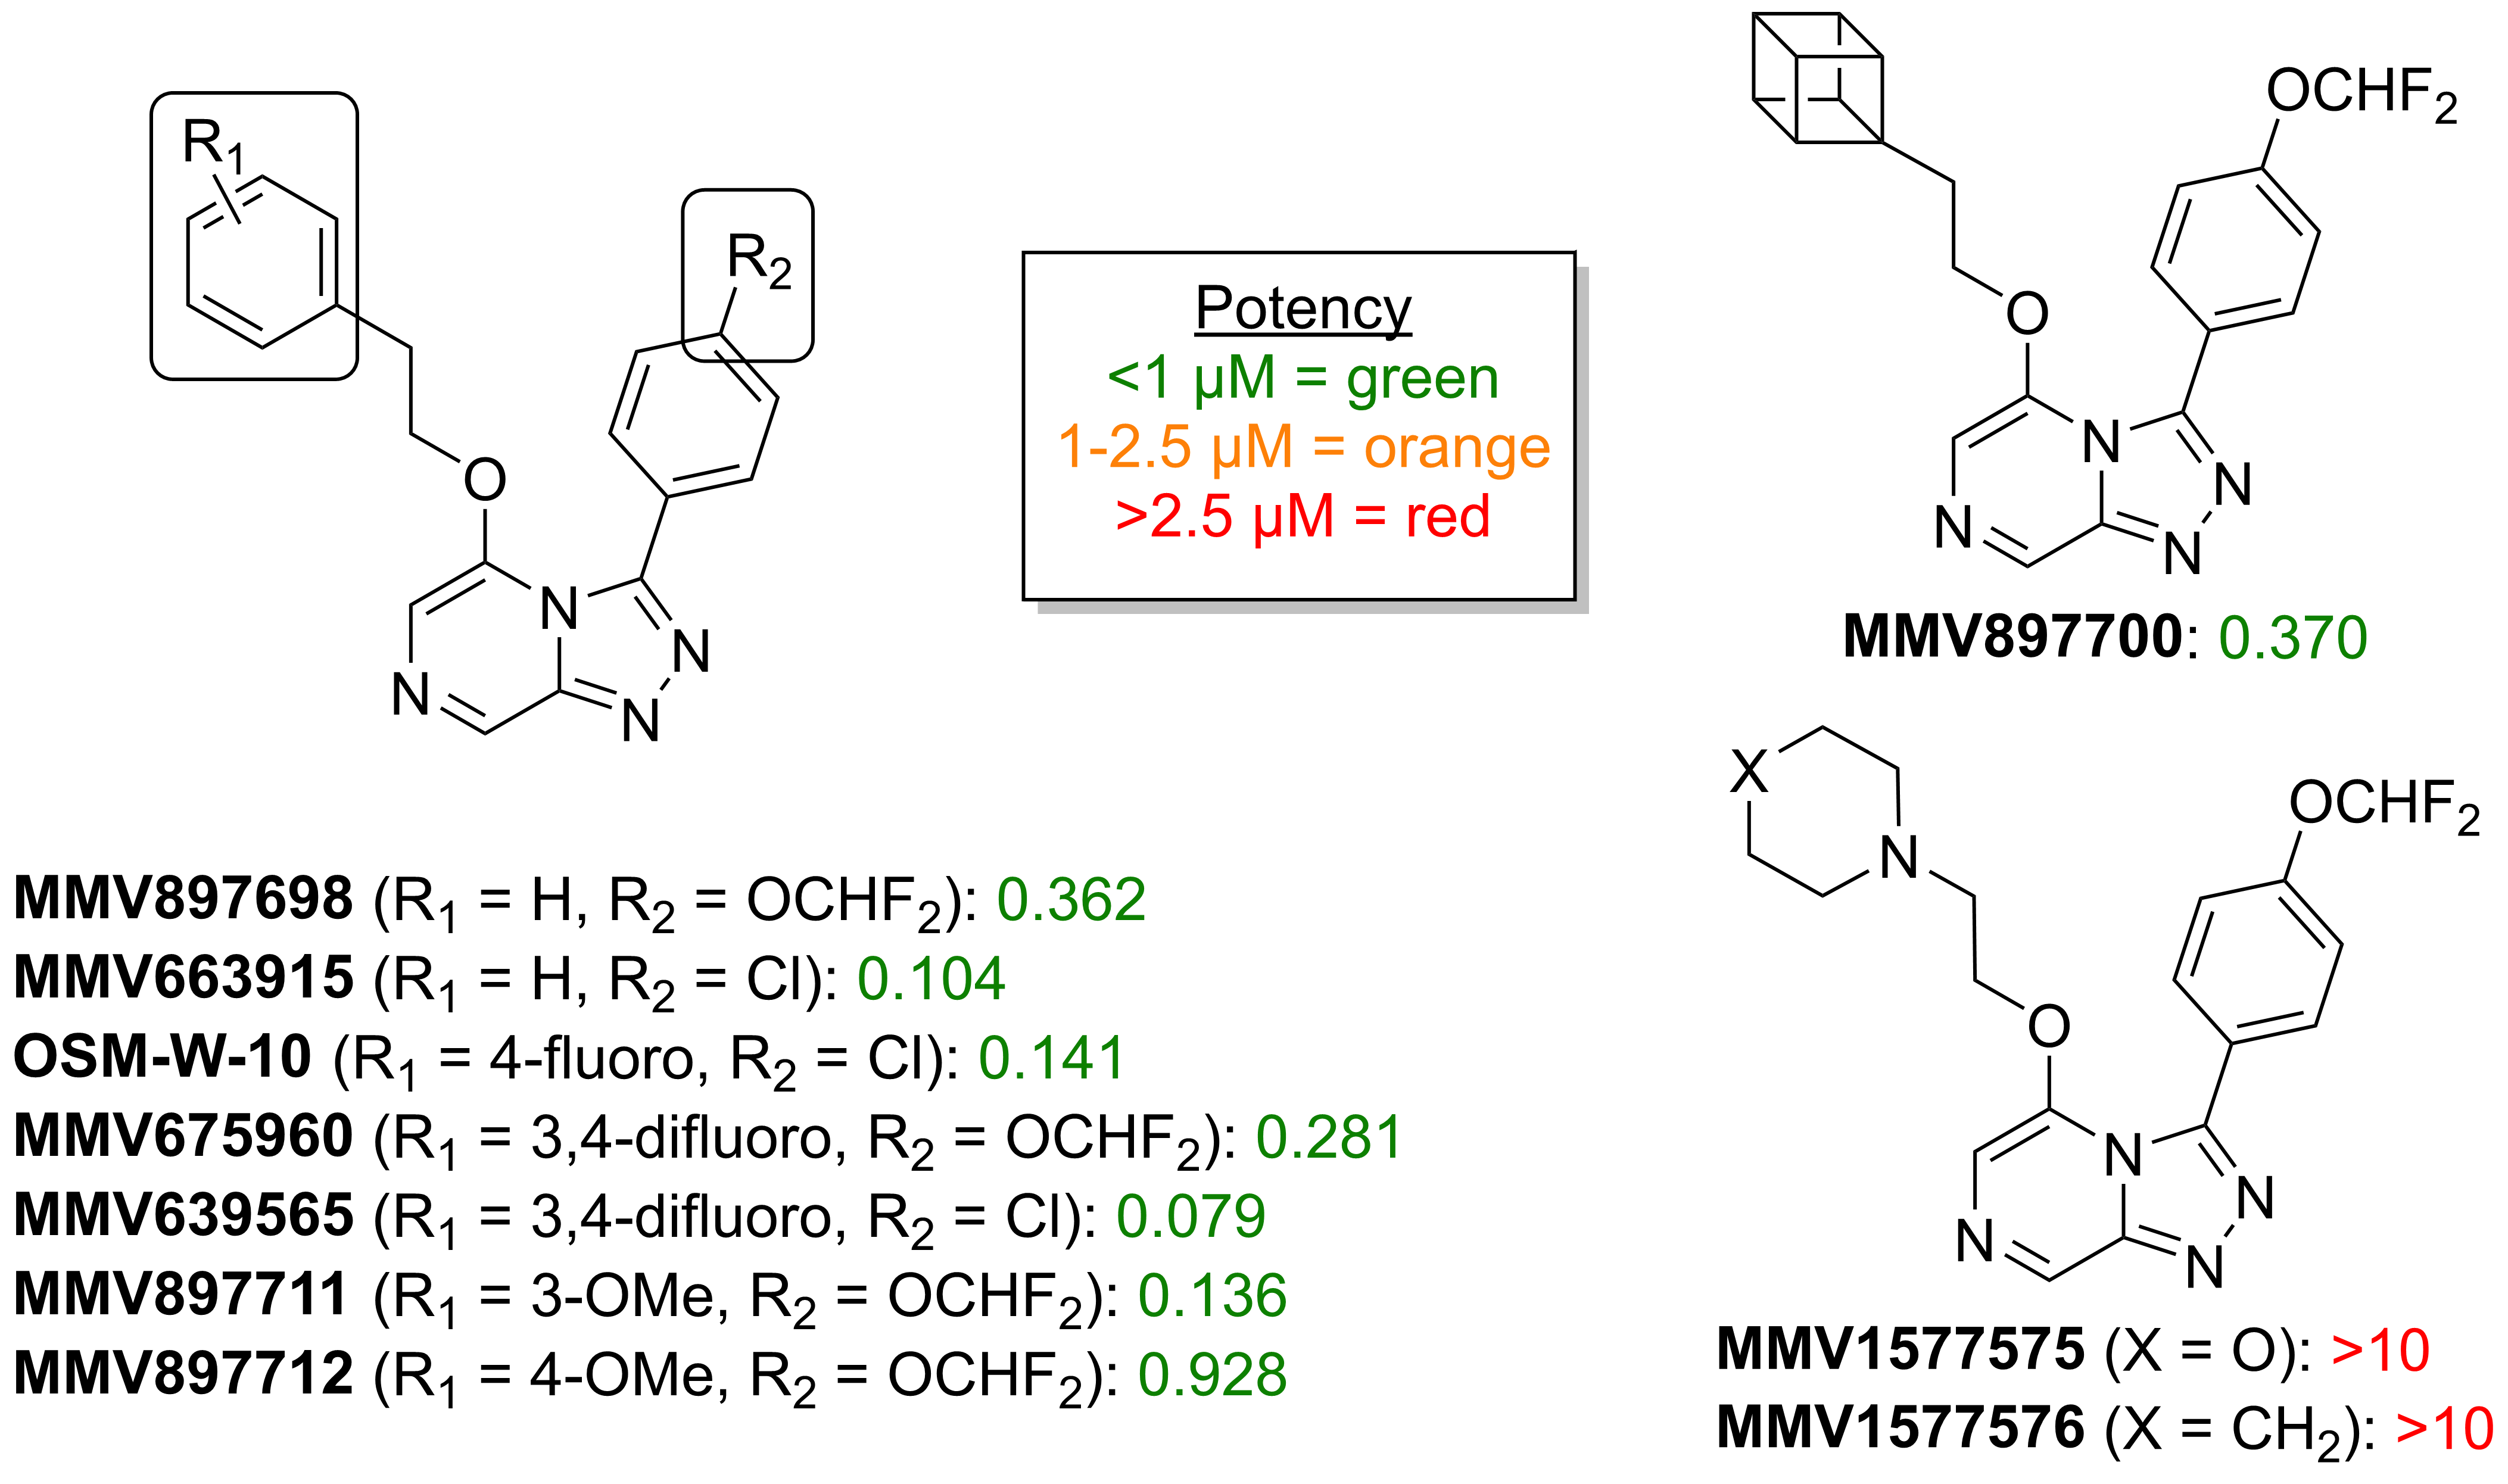 R1
R2
O
N
N
N
N
Potency
<1 µM = green
1-2.5 µM = orange
>2.5 µM = red
OCHF2
O
N
N
N
N
MMV897700: 0.370
MMV897698 (R1 = H, R2 = OCHF2): 0.362
MMV663915 (R1 = H, R2 = Cl): 0.104
OSM-W-10 (R1 = 4-fluoro, R2 = Cl): 0.141
MMV675960 (R1 = 3,4-difluoro, R2 = OCHF2): 0.281
MMV639565 (R1 = 3,4-difluoro, R2 = Cl): 0.079
MMV897711 (R1 = 3-OMe, R2 = OCHF2): 0.136
MMV897712 (R1 = 4-OMe, R2 = OCHF2): 0.928
X
OCHF2
N
O
N
N
N
N
MMV1577575 (X = O): >10
MMV1577576 (X = CH2): >10